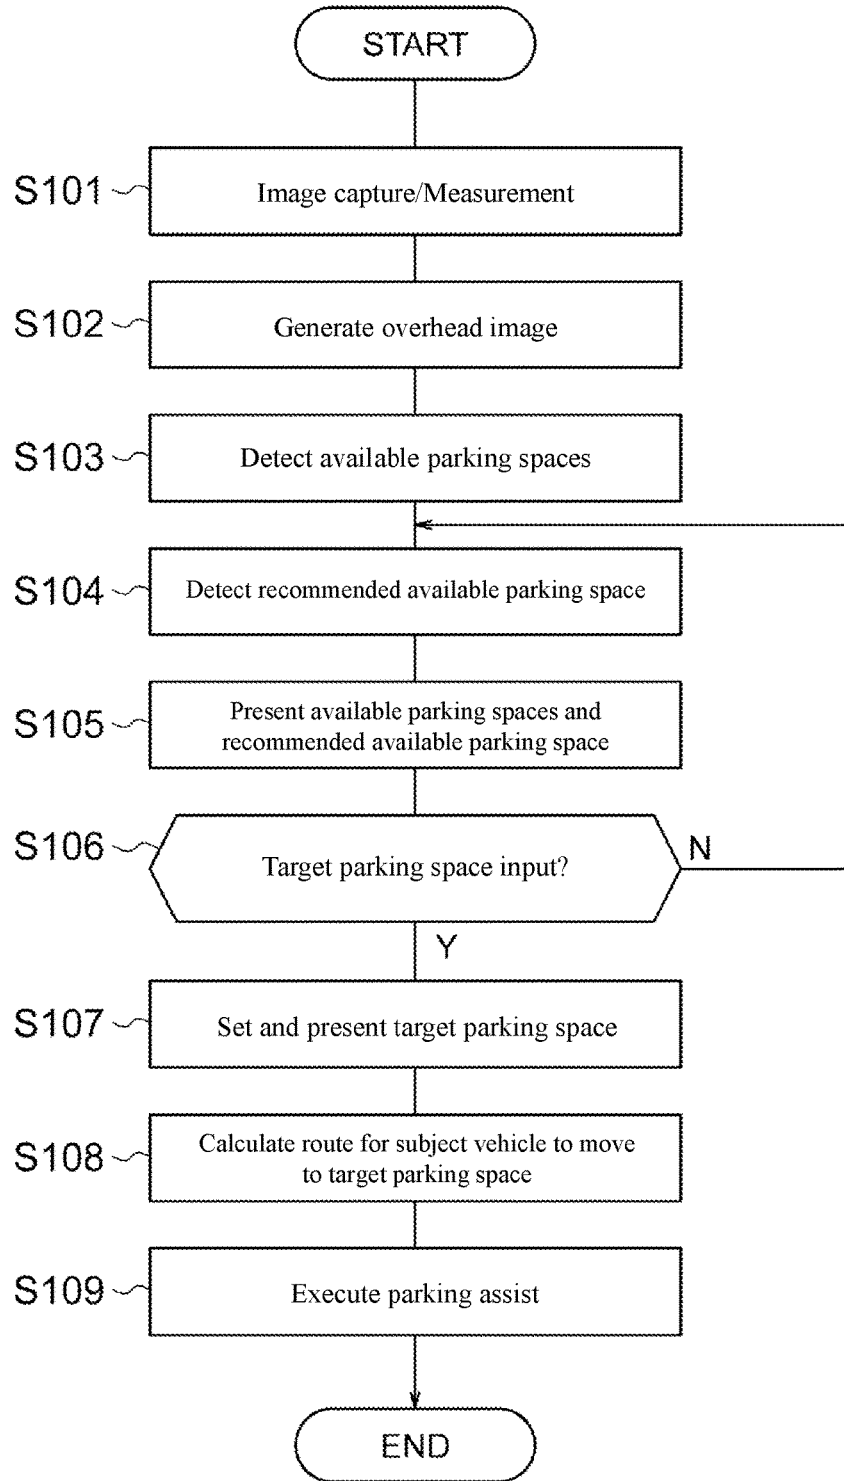 START
S101
Image capture/Measurement
S102
Generate overhead image
S103
Detect available parking spaces
S104
Detect recommended available parking space
S105
Present available parking spaces and
recommended available parking space
S106
Target parking space input?
N
Y
S107
Set and present target parking space
S108
Calculate route for subject vehicle to move
to target parking space
S109
Execute parking assist
END